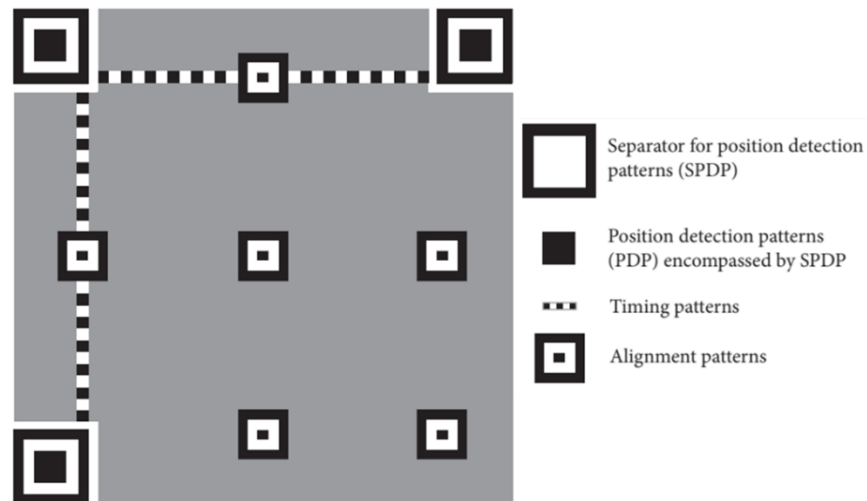 Separator for position detection
patterns (SPDP)
Position detection patterns
(PDP) encompassed by SPDP
Timing patterns
Alignment patterns